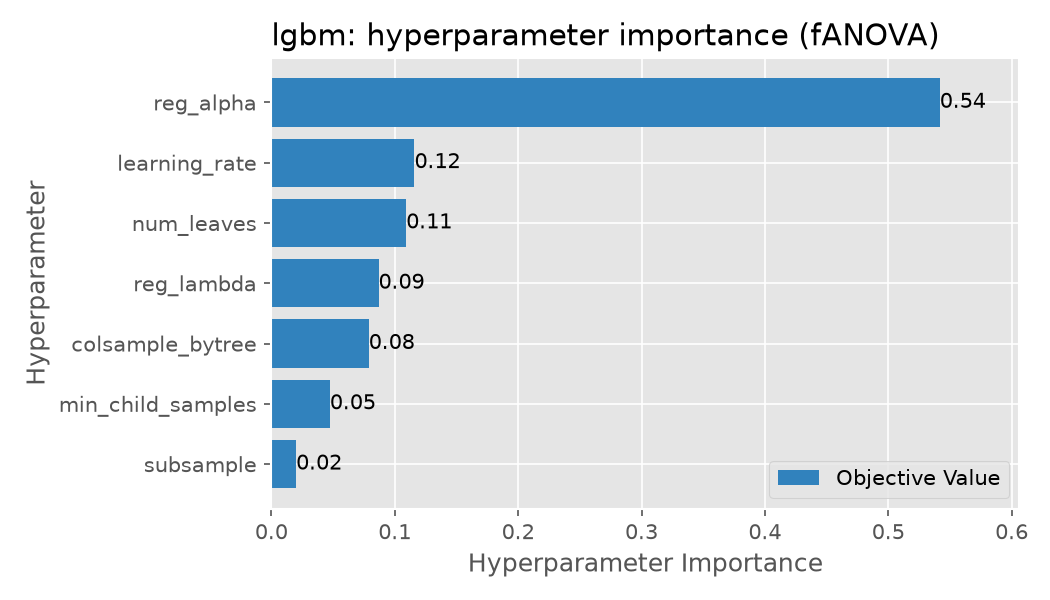 lgbm: hyperparameter importance (fANOVA)
Hyperparameter
reg_alpha
0.54
learning_rate
0.12
num_leaves
0.11
reg_lambda
0.09
colsample_bytree
0.08
min_child_samples
0.05
subsample
0.02
Objective Value
0.0 0.1 0.2 0.3 0.4 0.5 0.6
Hyperparameter Importance